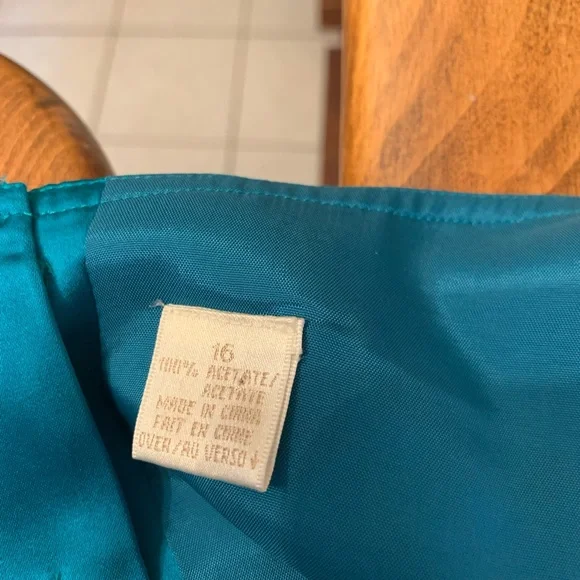 16
100% ACETATE/
ACETATE
MADE IN CHINA
FAIT EN CHINE
OVER/AU VERSO↓